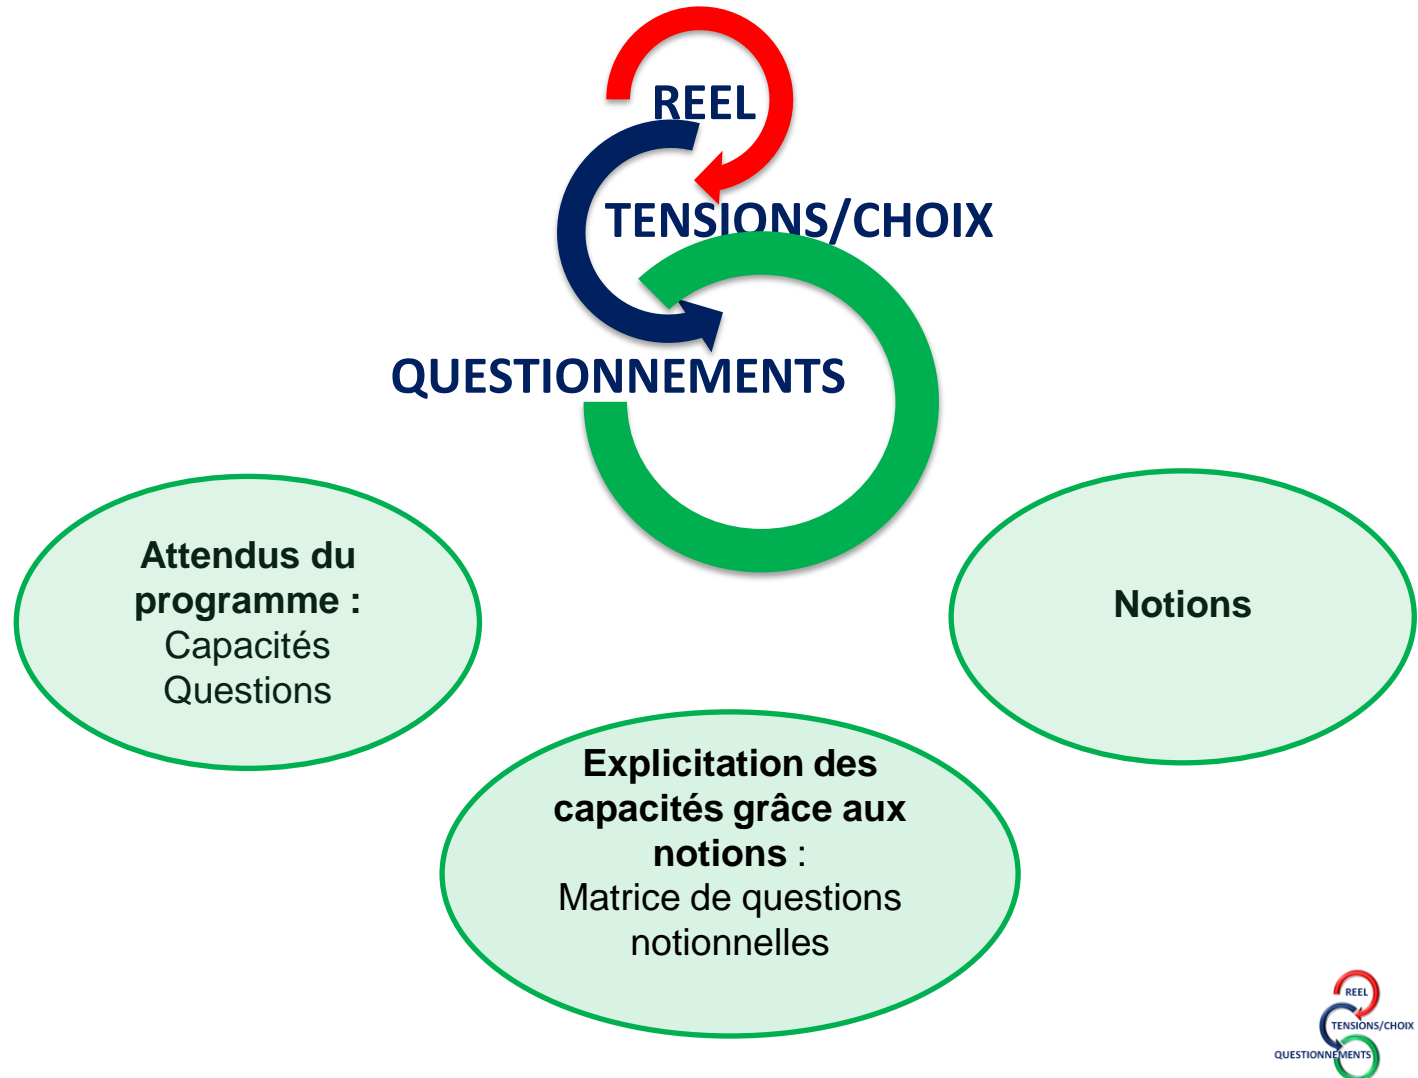 REEL
TENSIONS/CHOIX
QUESTIONNEMENTS
Attendus du
programme :
Capacités
Questions
Notions
Explicitation des
capacités grâce aux
notions :
Matrice de questions
notionnelles
REEL
TENSIONS/CHOIX
QUESTIONNEMENTS